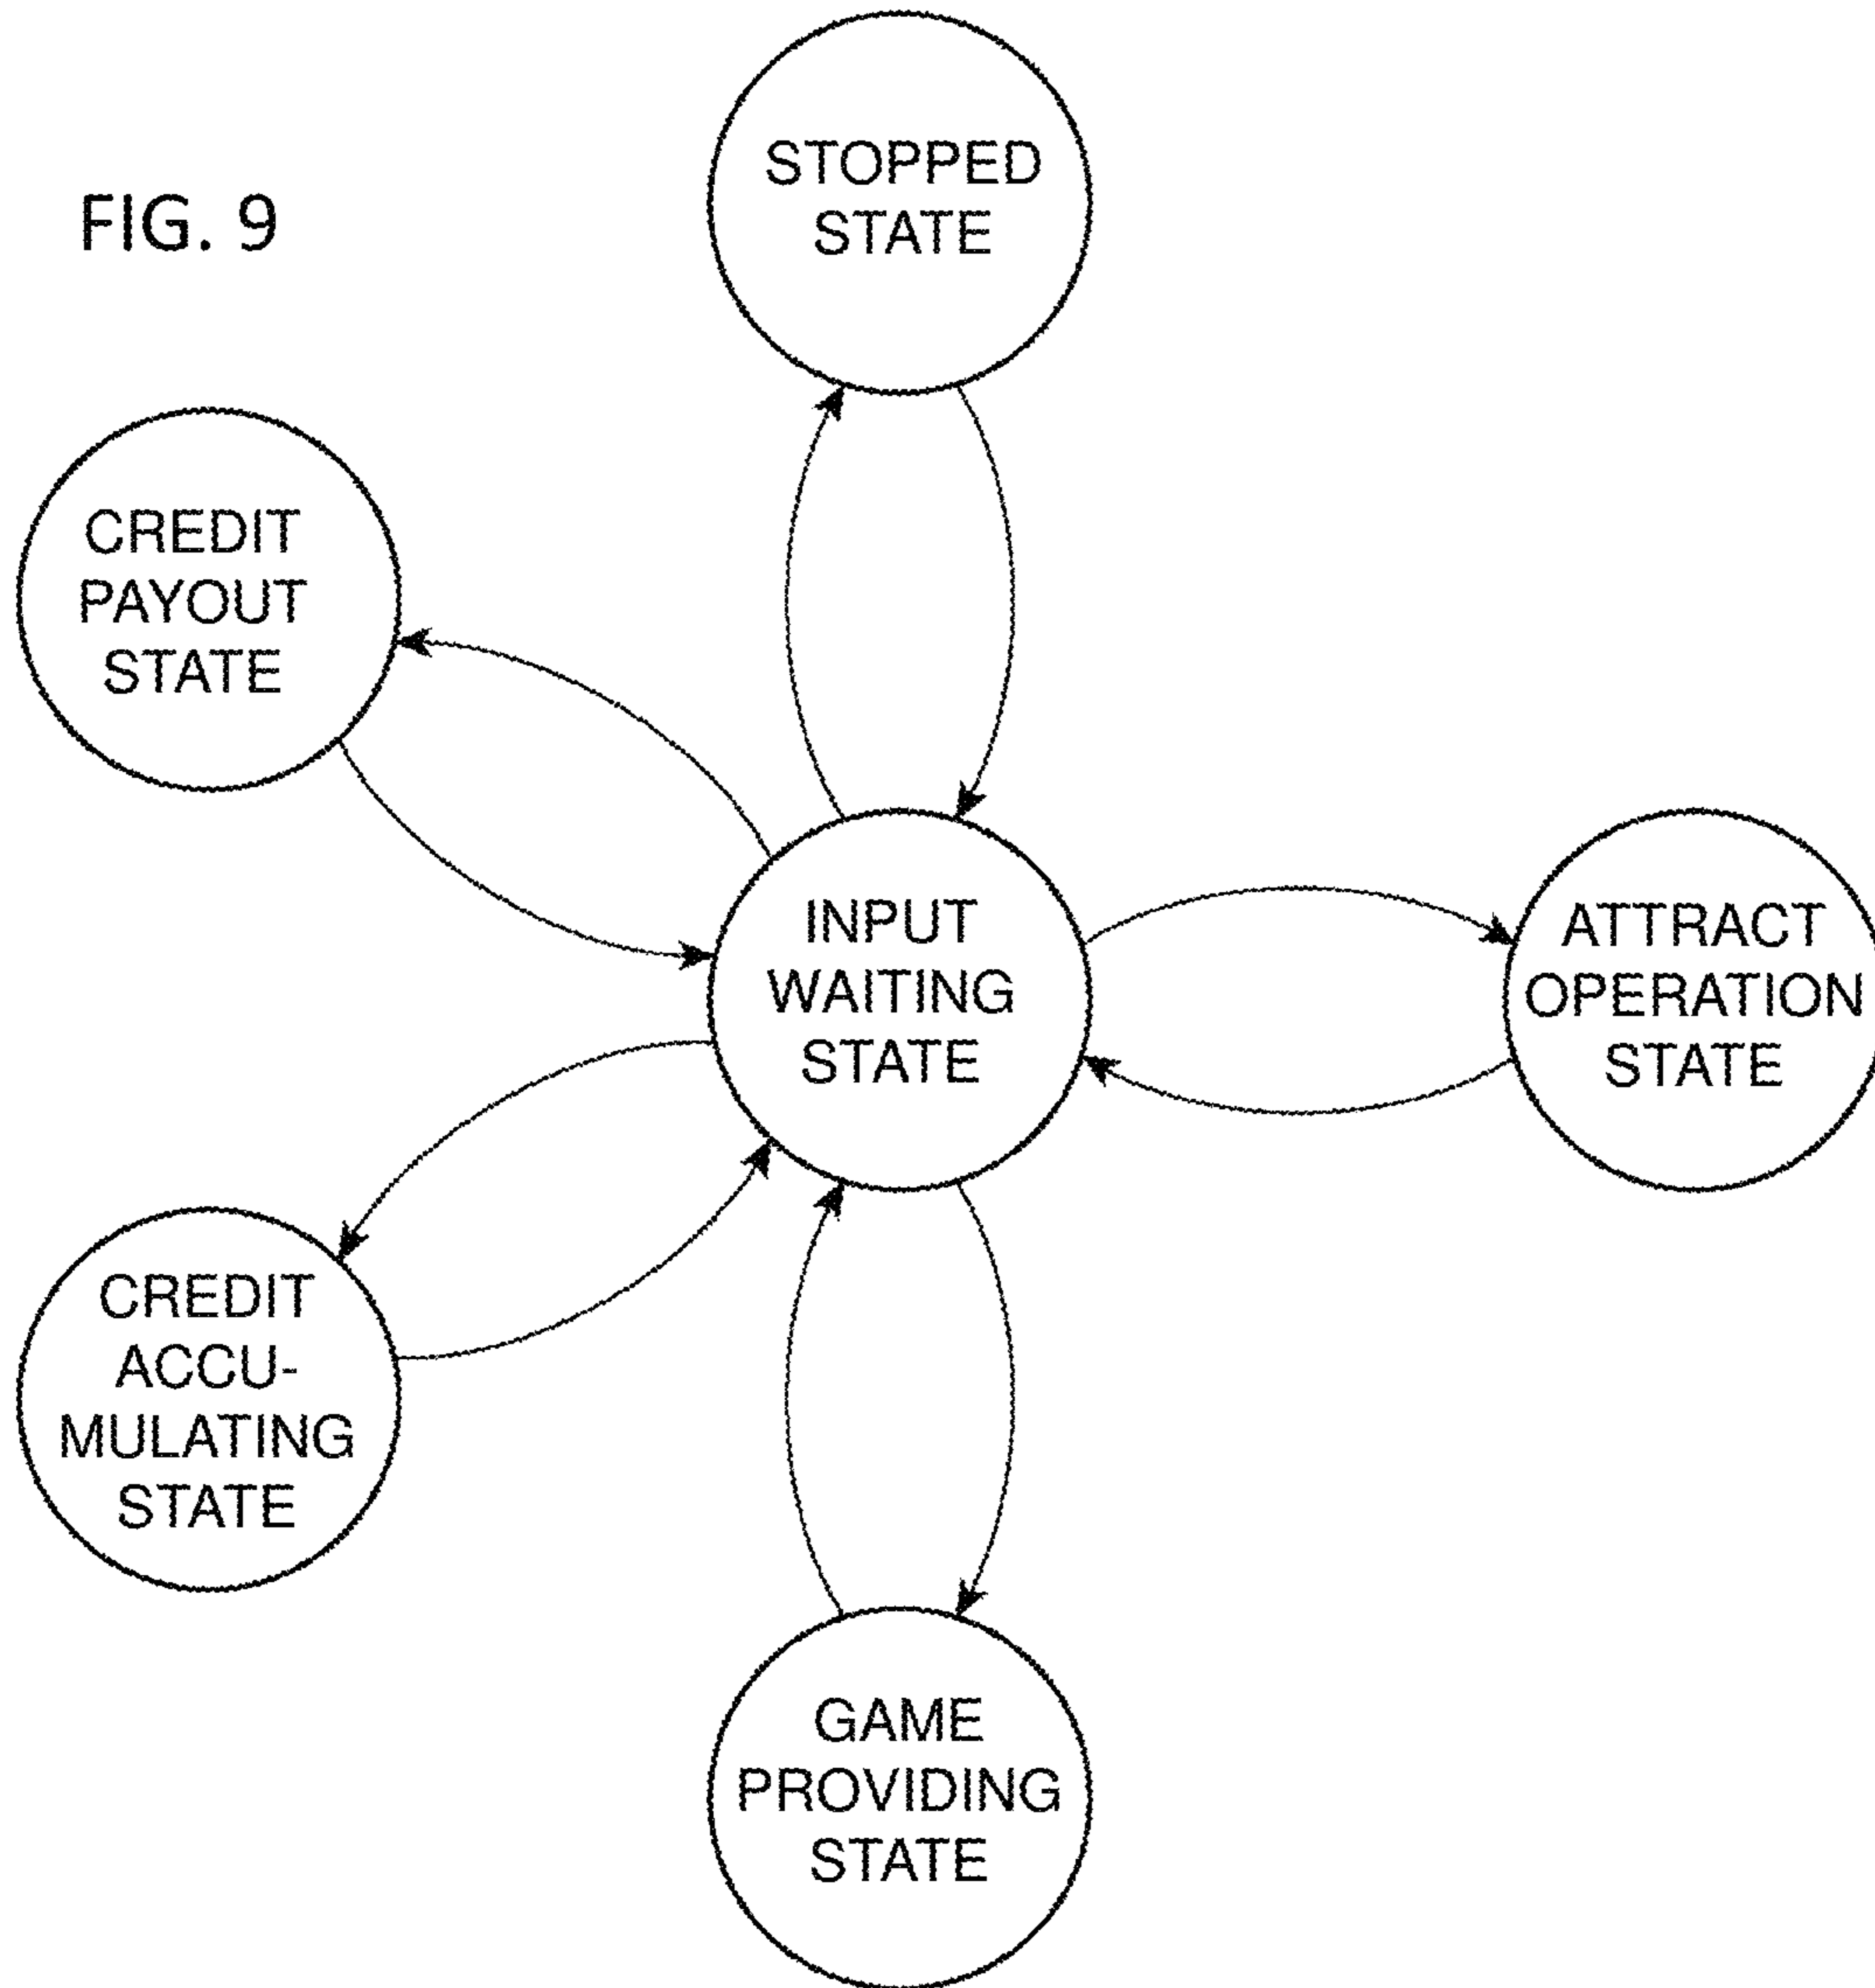 FIG. 9
STOPPED
STATE
CREDIT
PAYOUT
STATE
INPUT
WAITING
STATE
ATTRACT
OPERATION
STATE
CREDIT
ACCU-
MULATING
STATE
GAME
PROVIDING
STATE